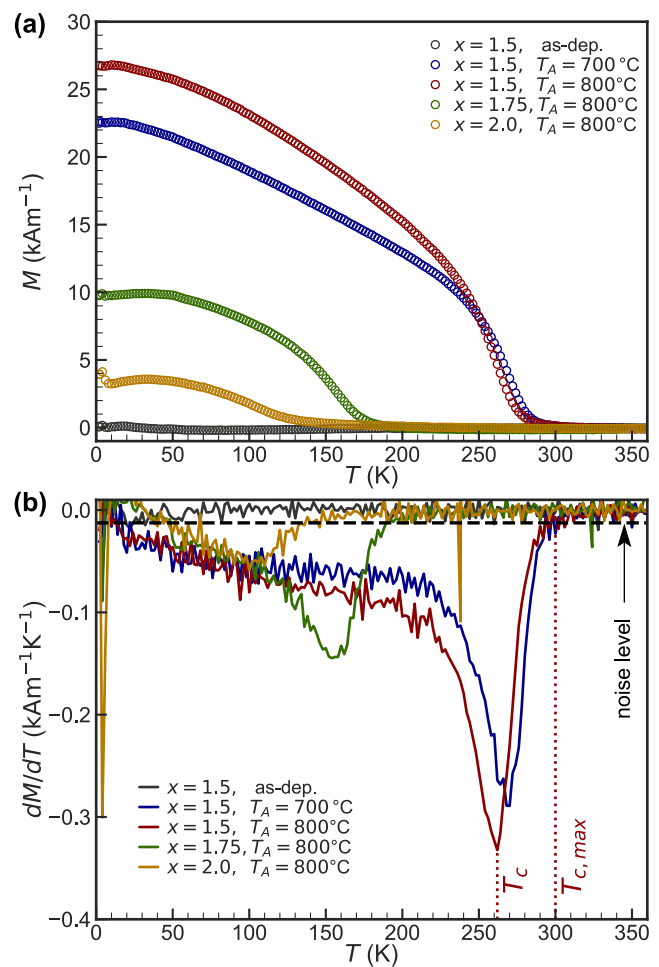 (a)
30
25
20
15
10
5
0
M (kAm⁻¹)
x = 1.5, as-dep.
x = 1.5, T_A = 700 °C
x = 1.5, T_A = 800°C
x = 1.75, T_A = 800°C
x = 2.0, T_A = 800°C
0 50 100 150 200 250 300 350
T (K)
(b)
0.0
−0.1
−0.2
−0.3
−0.4
dM/dT (kAm⁻¹K⁻¹)
noise level
x = 1.5, as-dep.
x = 1.5, T_A = 700 °C
x = 1.5, T_A = 800°C
x = 1.75, T_A = 800°C
x = 2.0, T_A = 800°C
T̅_c
T̅_c, max
0 50 100 150 200 250 300 350
T (K)